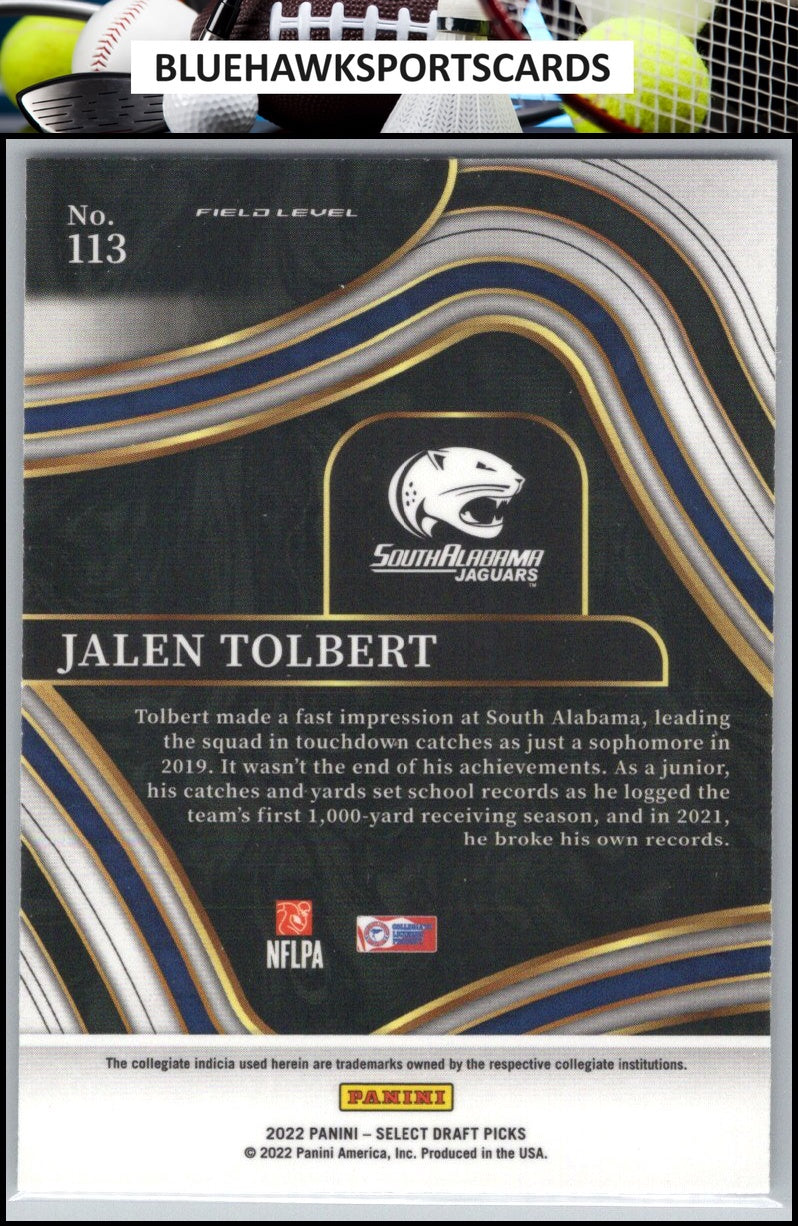 BLUEHAWKSPORTSCARDS
No.
113
FIELD LEVEL
SOUTHALABAMA
JAGUARS
TM
JALEN TOLBERT
Tolbert made a fast impression at South Alabama, leading
the squad in touchdown catches as just a sophomore in
2019. It wasn't the end of his achievements. As a junior,
his catches and yards set school records as he logged the
team's first 1,000-yard receiving season, and in 2021,
he broke his own records.
NFLPA
COLLEGIATE
LICENSED
PRODUCT
The collegiate indicia used herein are trademarks owned by the respective collegiate institutions.
PANINI
2022 PANINI – SELECT DRAFT PICKS
© 2022 Panini America, Inc. Produced in the USA.